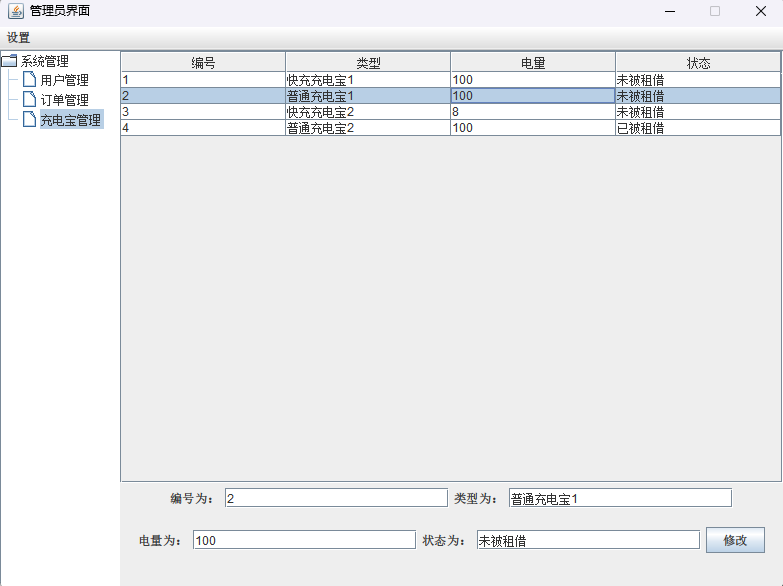 管理员界面
设置
系统管理
用户管理
订单管理
充电宝管理
编号 类型 电量 状态
1 快充充电宝1 100 未被租借
2 普通充电宝1 100 未被租借
3 快充充电宝2 8 未被租借
4 普通充电宝2 100 已被租借
编号为： 2 类型为： 普通充电宝1
电量为： 100 状态为： 未被租借 修改